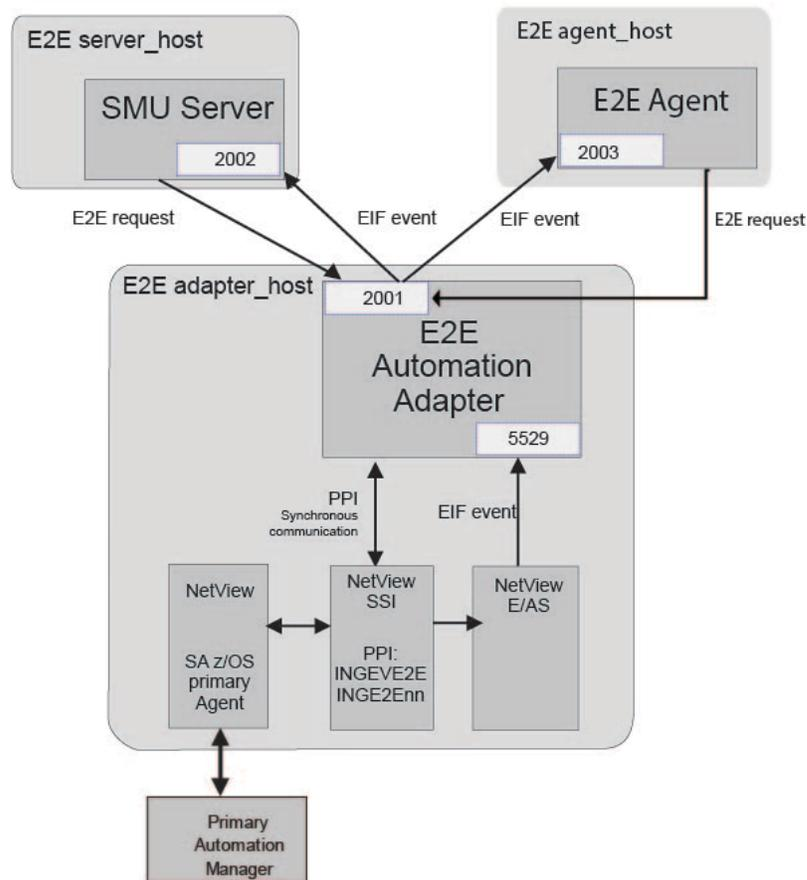 E2E server_host
SMU Server
2002
E2E agent_host
E2E Agent
2003
E2E request
EIF event
EIF event
E2E request
E2E adapter_host
2001
E2E
Automation
Adapter
5529
PPI
Synchronous
communication
EIF event
NetView
SA z/OS
primary
Agent
NetView
SSI
PPI:
INGEVE2E
INGE2Enn
NetView
E/AS
Primary
Automation
Manager